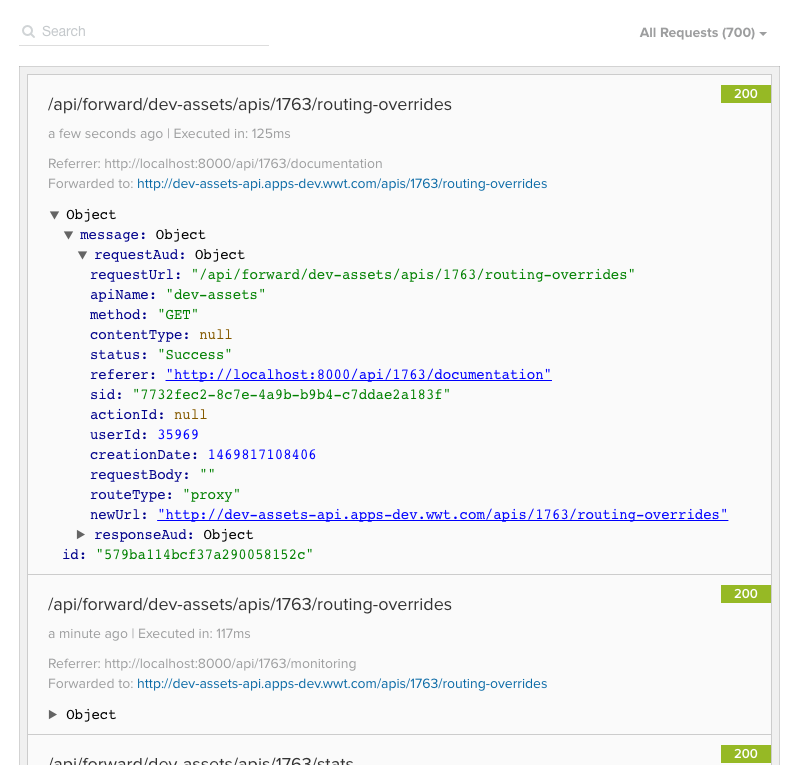 Search
All Requests (700)
/api/forward/dev-assets/apis/1763/routing-overrides
200
a few seconds ago | Executed in: 125ms
Referrer: http://localhost:8000/api/1763/documentation
Forwarded to: http://dev-assets-api.apps-dev.wwt.com/apis/1763/routing-overrides
Object
message: Object
requestAud: Object
requestUrl: "/api/forward/dev-assets/apis/1763/routing-overrides"
apiName: "dev-assets"
method: "GET"
contentType: null
status: "Success"
referer: "http://localhost:8000/api/1763/documentation"
sid: "7732fec2-8c7e-4a9b-b9b4-c7ddae2a183f"
actionId: null
userId: 35969
creationDate: 1469817108406
requestBody: ""
routeType: "proxy"
newUrl: "http://dev-assets-api.apps-dev.wwt.com/apis/1763/routing-overrides"
responseAud: Object
id: "579ba114bcf37a290058152c"
/api/forward/dev-assets/apis/1763/routing-overrides
200
a minute ago | Executed in: 117ms
Referrer: http://localhost:8000/api/1763/monitoring
Forwarded to: http://dev-assets-api.apps-dev.wwt.com/apis/1763/routing-overrides
Object
/api/forward/dev-assets/apis/1763/stats
200